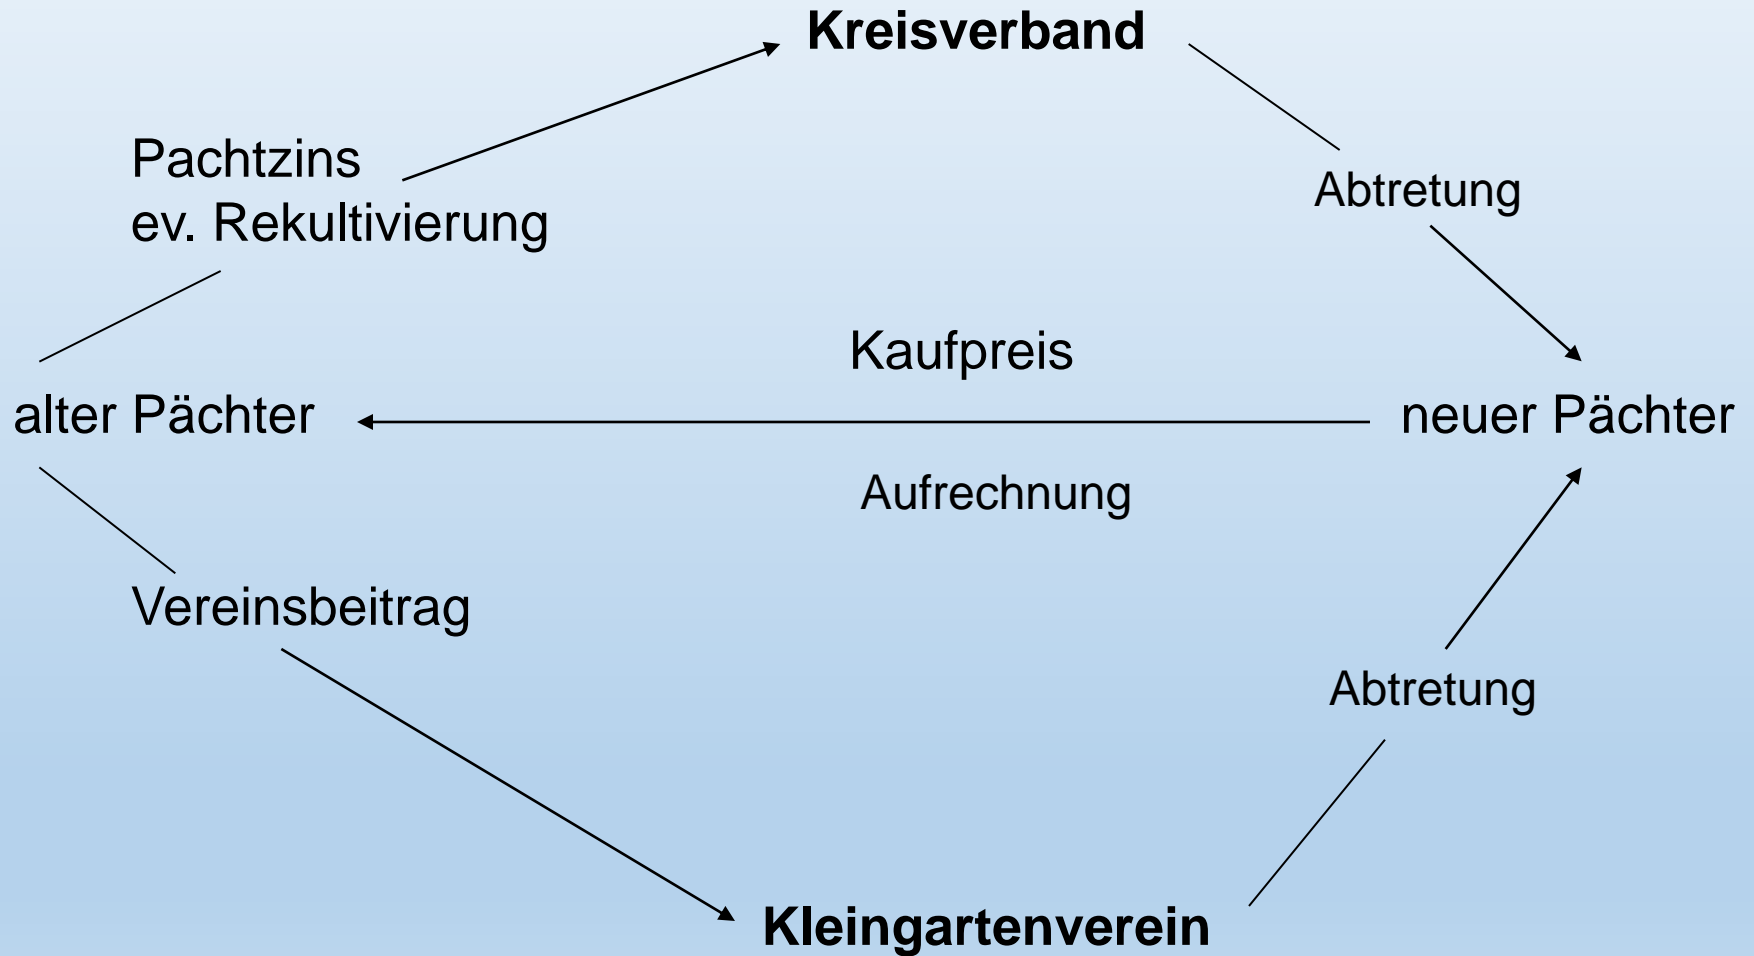 Kreisverband
Pachtzins
ev. Rekultivierung
Abtretung
Kaufpreis
alter Pächter
neuer Pächter
Aufrechnung
Vereinsbeitrag
Abtretung
Kleingartenverein